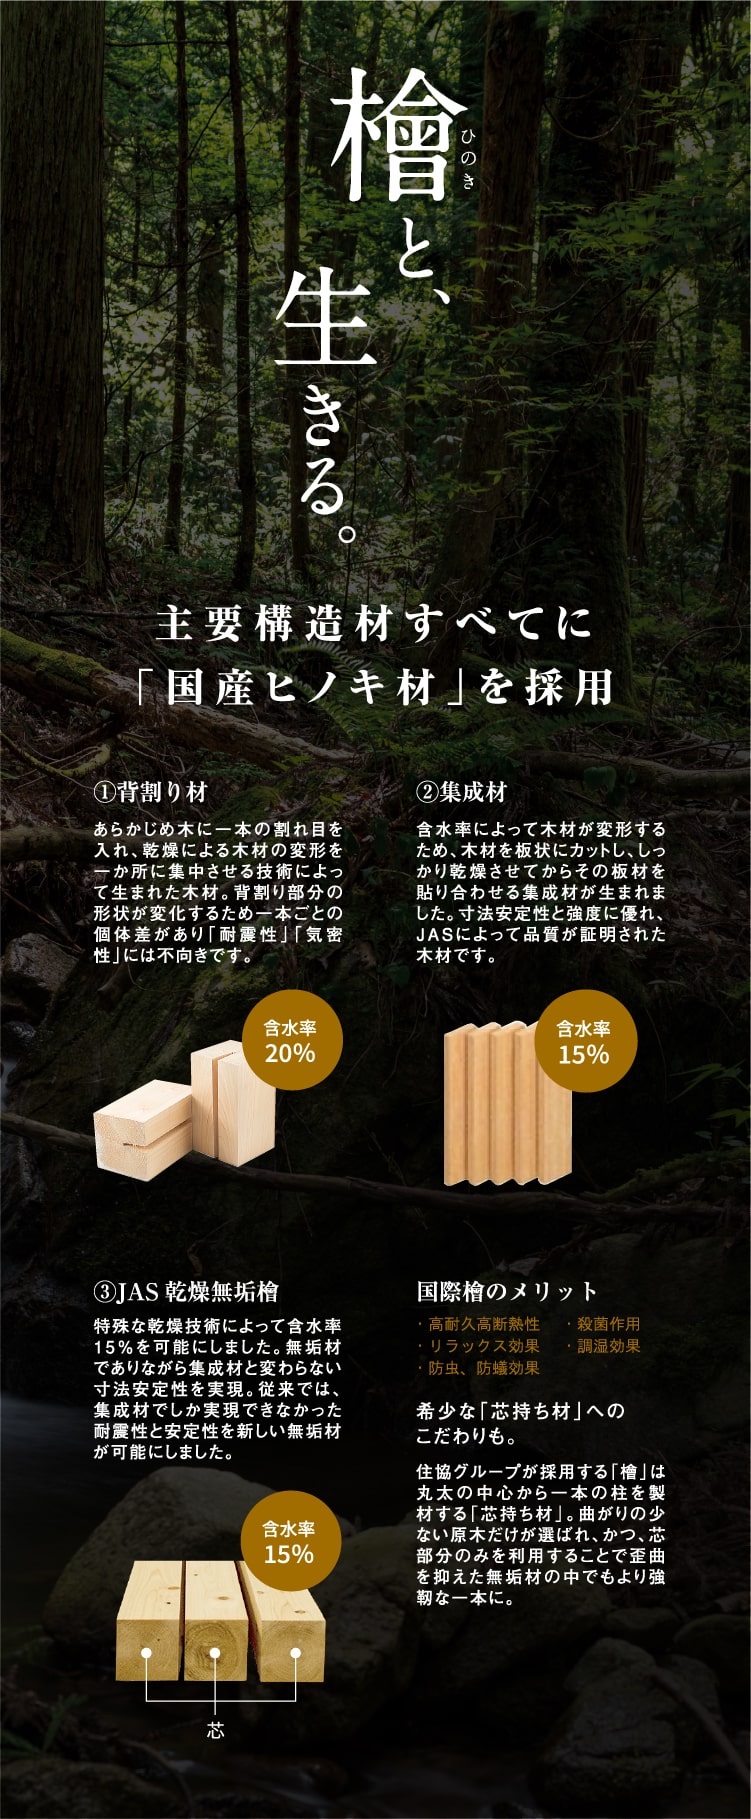 檜と、
ひのき
生きる。
主要構造材すべてに
「国産ヒノキ材」を採用
①背割り材
あらかじめ木に一本の割れ目を
入れ、乾燥による木材の変形を
一か所に集中させる技術によっ
て生まれた木材。背割り部分の
形状が変化するため一本ごとの
個体差があり「耐震性」「気密
性」には不向きです。
含水率
20%
②集成材
含水率によって木材が変形する
ため、木材を板状にカットし、しっ
かり乾燥させてからその板材を
貼り合わせる集成材が生まれま
した。寸法安定性と強度に優れ、
JASによって品質が証明された
木材です。
含水率
15%
③JAS 乾燥無垢檜
特殊な乾燥技術によって含水率
15%を可能にしました。無垢材
でありながら集成材と変わらない
寸法安定性を実現。従来では、
集成材でしか実現できなかった
耐震性と安定性を新しい無垢材
が可能にしました。
含水率
15%
芯
国際檜のメリット
・高耐久高断熱性 ・殺菌作用
・リラックス効果 ・調湿効果
・防虫、防蟻効果
希少な「芯持ち材」への
こだわりも。
住協グループが採用する「檜」は
丸太の中心から一本の柱を製
材する「芯持ち材」。曲がりの少
ない原木だけが選ばれ、かつ、芯
部分のみを利用することで歪曲
を抑えた無垢材の中でもより強
靭な一本に。